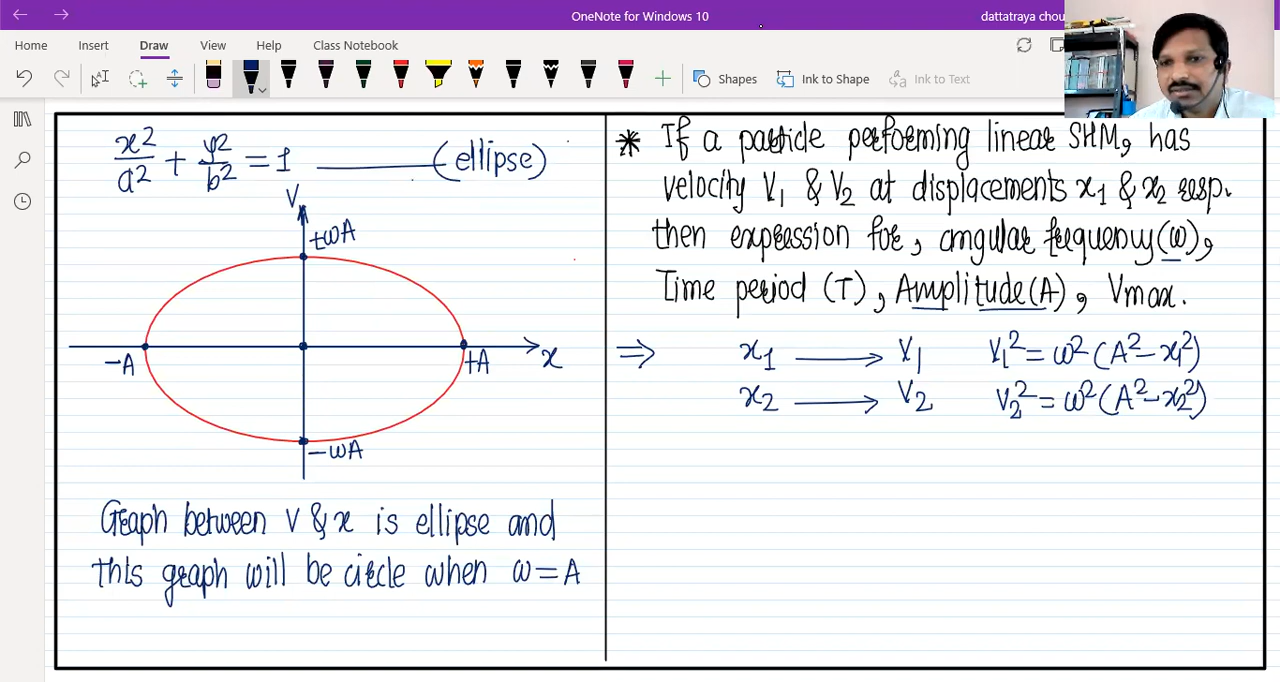 OneNote for Windows 10
dattatraya chou
Home Insert Draw View Help Class Notebook
Shapes Ink to Shape Ink to Text
x²/a² + y²/b² = 1 ———(ellipse)
V
+ωA
-A
+A
x
-ωA
Graph between V & x is ellipse and
this graph will be circle when ω = A
* If a particle performing linear SHM, has
velocity V₁ & V₂ at displacements x₁ & x₂ resp.
then expression for, angular frequency(ω),
Time period (T), Amplitude(A), Vmax.
⇒ x₁ ⟶ V₁ V₁² = ω²(A²-x₁²)
x₂ ⟶ V₂ V₂² = ω²(A²-x₂²)